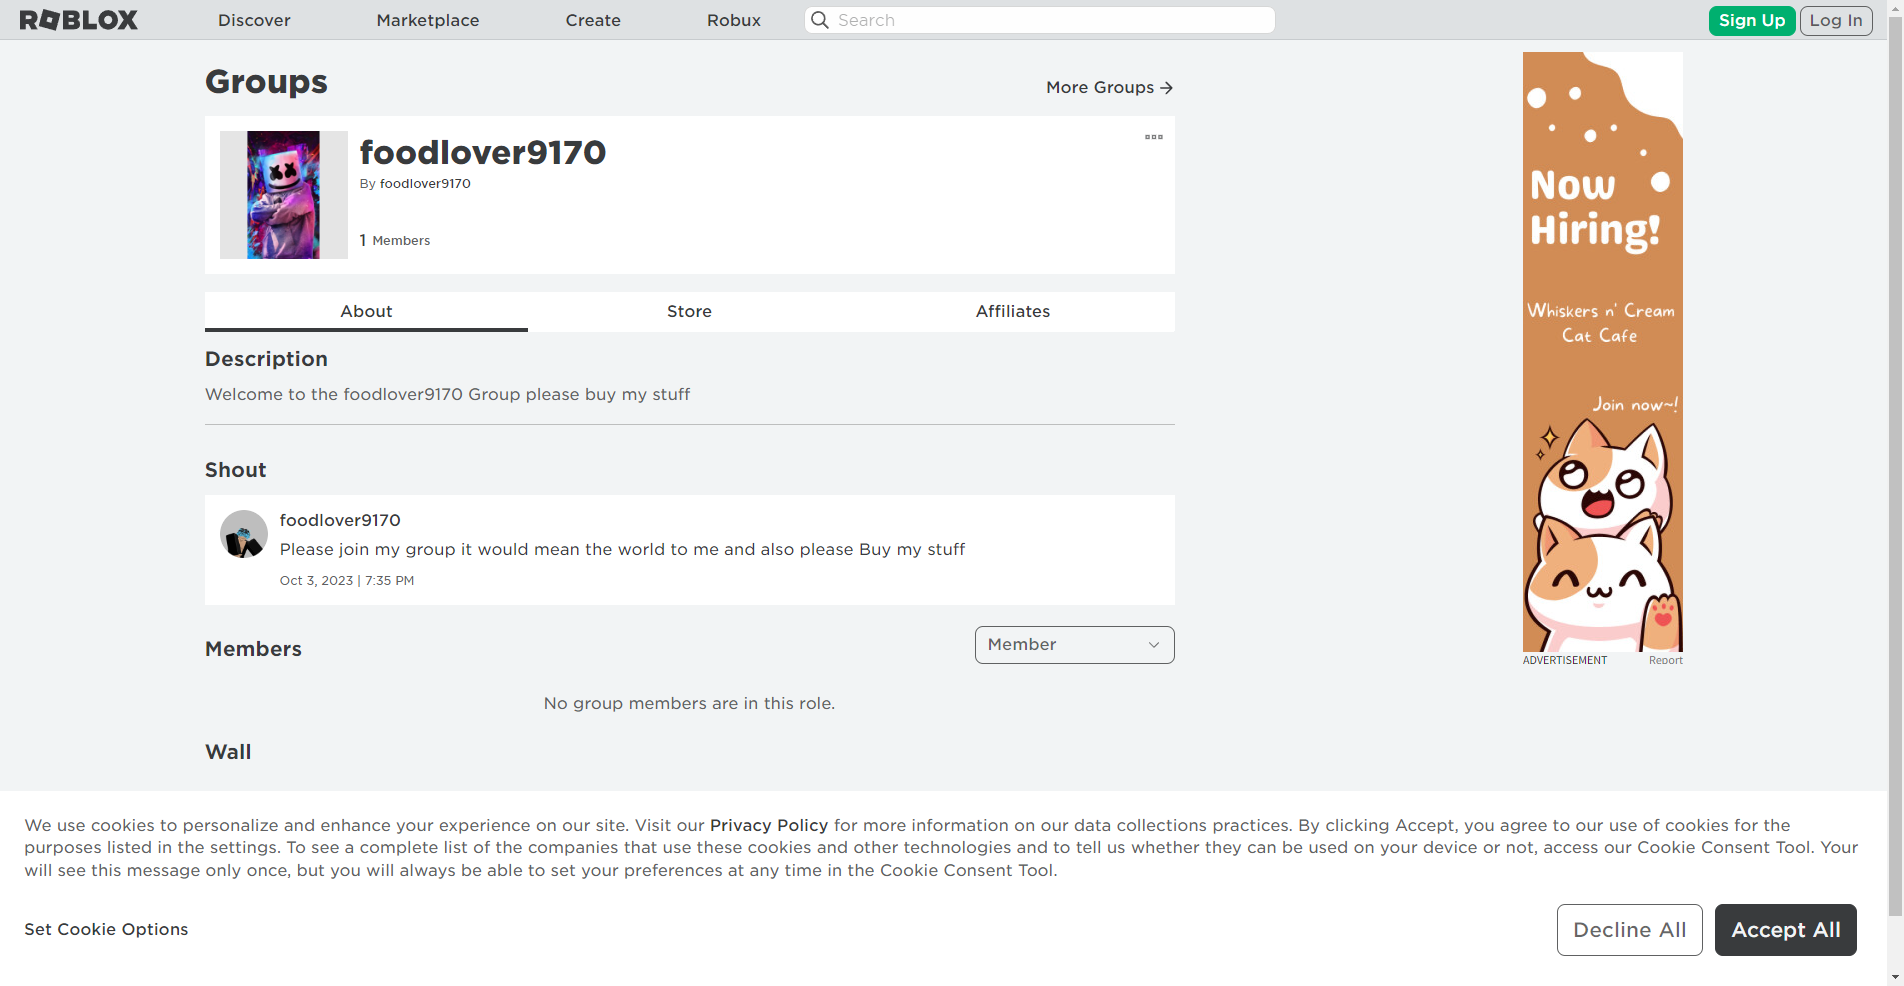 ROBLOX
Discover
Marketplace
Create
Robux
Search
Sign Up
Log In
Groups
More Groups
foodlover9170
By foodlover9170
1 Members
About
Store
Affiliates
Description
Welcome to the foodlover9170 Group please buy my stuff
Shout
foodlover9170
Please join my group it would mean the world to me and also please Buy my stuff
Oct 3, 2023 | 7:35 PM
Members
Member
No group members are in this role.
Wall
Now
Hiring!
Whiskers n' Cream
Cat Cafe
Join now~!
ADVERTISEMENT
Report
We use cookies to personalize and enhance your experience on our site. Visit our Privacy Policy for more information on our data collections practices. By clicking Accept, you agree to our use of cookies for the
purposes listed in the settings. To see a complete list of the companies that use these cookies and other technologies and to tell us whether they can be used on your device or not, access our Cookie Consent Tool. Your
will see this message only once, but you will always be able to set your preferences at any time in the Cookie Consent Tool.
Set Cookie Options
Decline All
Accept All